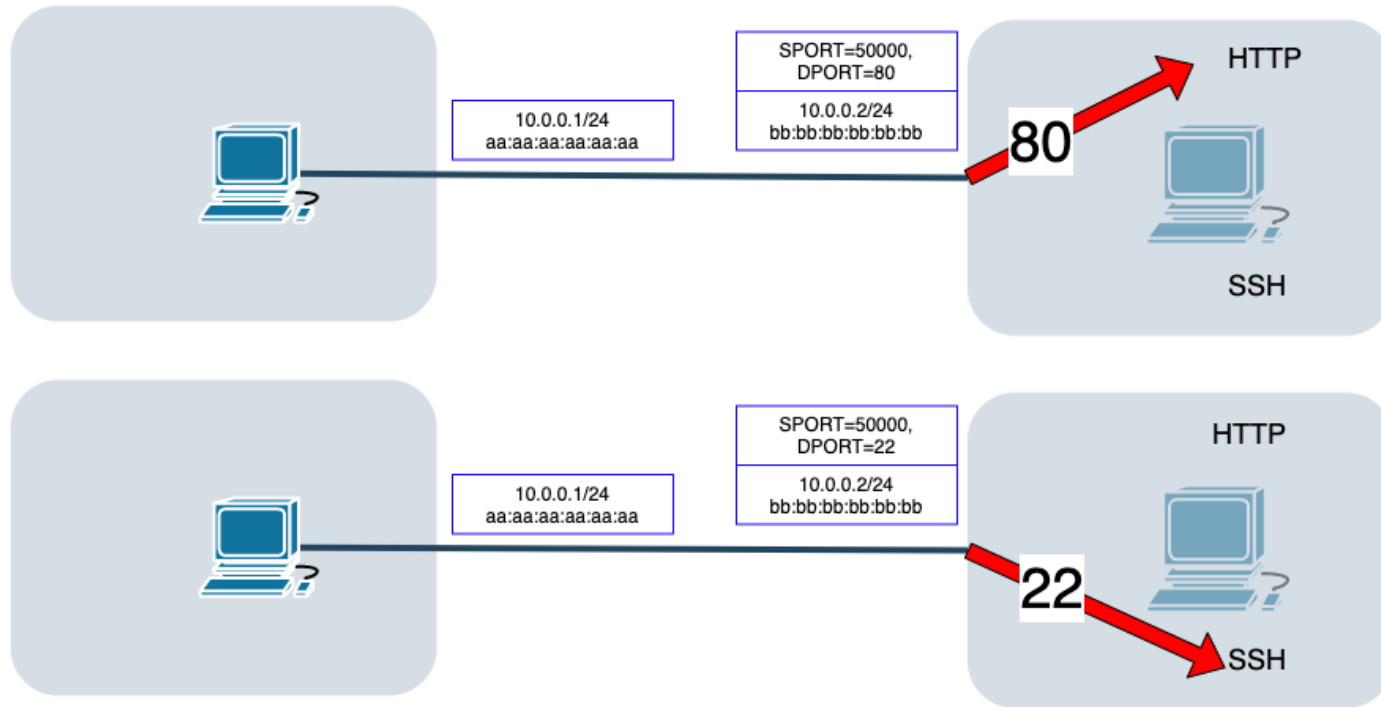 SPORT=50000,
DPORT=80
HTTP
10.0.0.1/24
aa:aa:aa:aa:aa:aa
10.0.0.2/24
bb:bb:bb:bb:bb:bb
80
SSH
SPORT=50000,
DPORT=22
HTTP
10.0.0.1/24
aa:aa:aa:aa:aa:aa
10.0.0.2/24
bb:bb:bb:bb:bb:bb
22
SSH